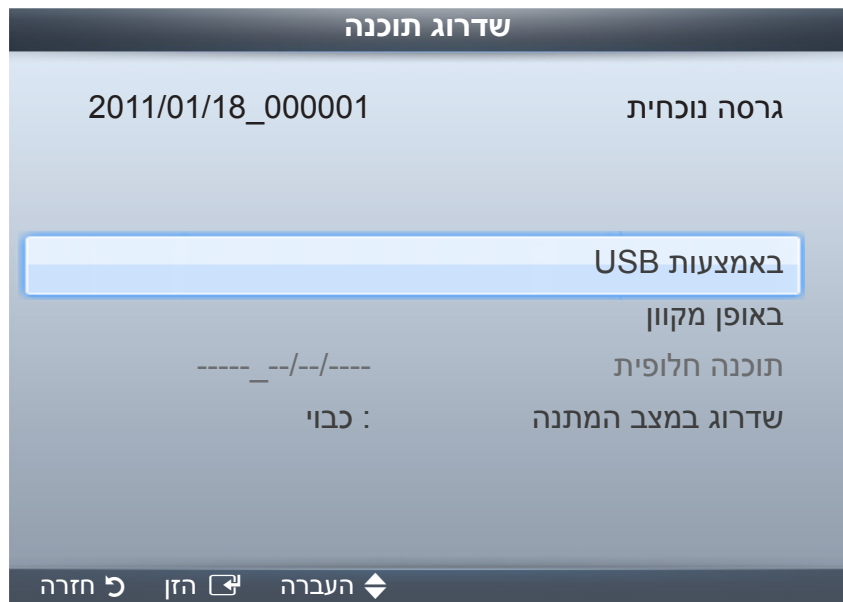 שדרוג תוכנה
גרסה נוכחית 2011/01/18_000001
באמצעות USB
באופן מקוון
תוכנה חלופית ----/--/--_-----
שדרוג במצב המתנה : כבוי
העברה הזן חזרה